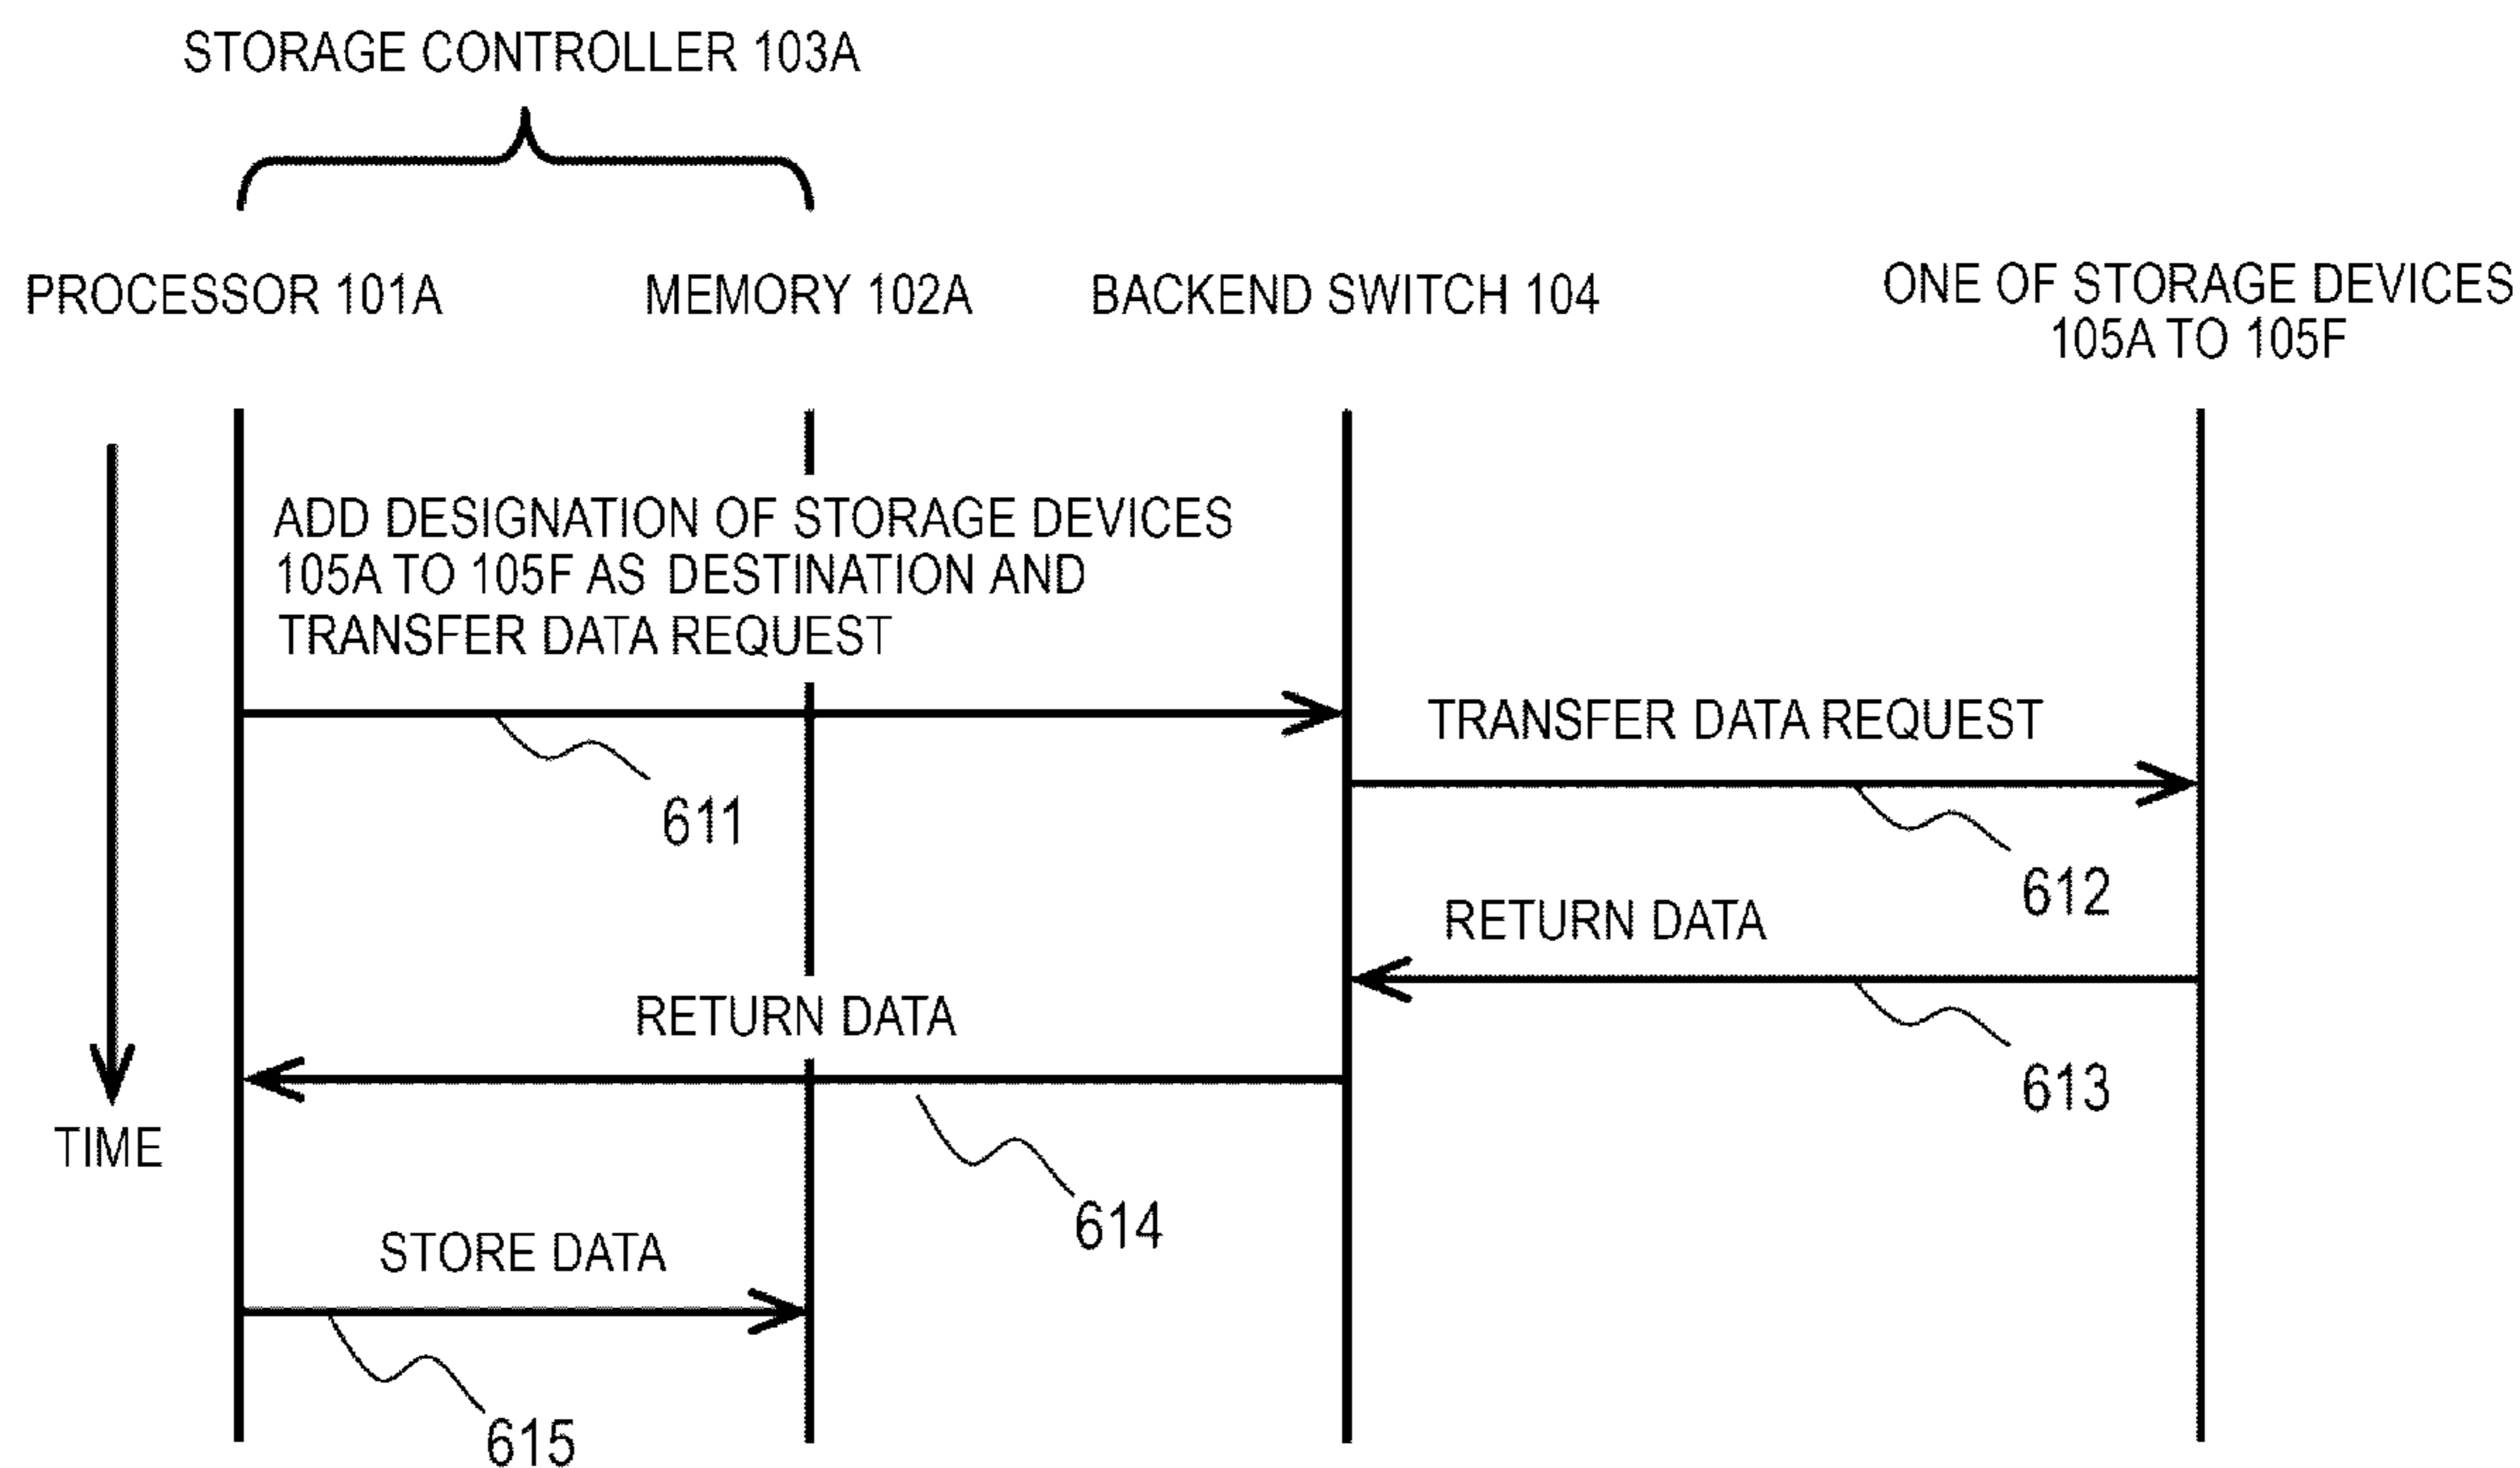 STORAGE CONTROLLER 103A
PROCESSOR 101A
MEMORY 102A
BACKEND SWITCH 104
ONE OF STORAGE DEVICES
105A TO 105F
ADD DESIGNATION OF STORAGE DEVICES
105A TO 105F AS DESTINATION AND
TRANSFER DATA REQUEST
611
TRANSFER DATA REQUEST
612
RETURN DATA
613
RETURN DATA
614
TIME
STORE DATA
615